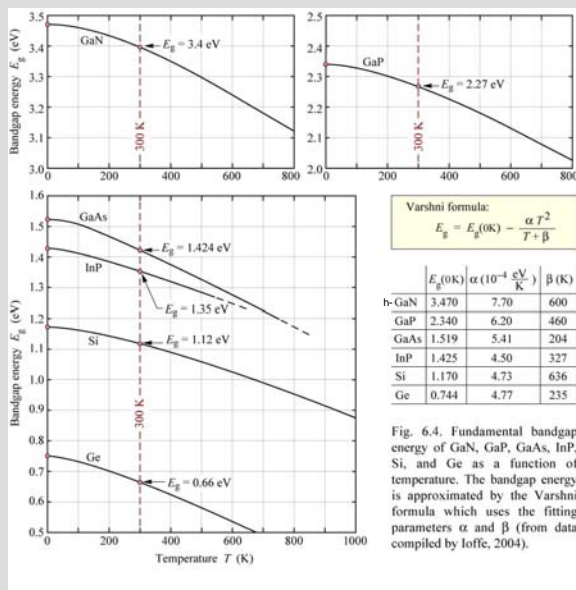 3.5
3.4
3.3
3.2
3.1
3.0
Bandgap energy Eg (eV)
GaN
Eg = 3.4 eV
300 K
0 200 400 600 800
2.5
2.4
2.3
2.2
2.1
2.0
GaP
Eg = 2.27 eV
300 K
0 200 400 600 800
1.6
1.5
1.4
1.3
1.2
1.1
1.0
0.9
0.8
0.7
0.6
0.5
Bandgap energy Eg (eV)
GaAs
Eg = 1.424 eV
InP
Eg = 1.35 eV
Si
Eg = 1.12 eV
300 K
Ge
Eg = 0.66 eV
0 200 400 600 800 1000
Temperature T (K)
Varshni formula:
Eg = Eg(0K) − αT² / (T + β)
Eg(0K) α (10⁻⁴ eV/K) β (K)
h-GaN 3.470 7.70 600
GaP 2.340 6.20 460
GaAs 1.519 5.41 204
InP 1.425 4.50 327
Si 1.170 4.73 636
Ge 0.744 4.77 235
Fig. 6.4. Fundamental bandgap
energy of GaN, GaP, GaAs, InP,
Si, and Ge as a function of
temperature. The bandgap energy
is approximated by the Varshni
formula which uses the fitting
parameters α and β (from data
compiled by Ioffe, 2004).